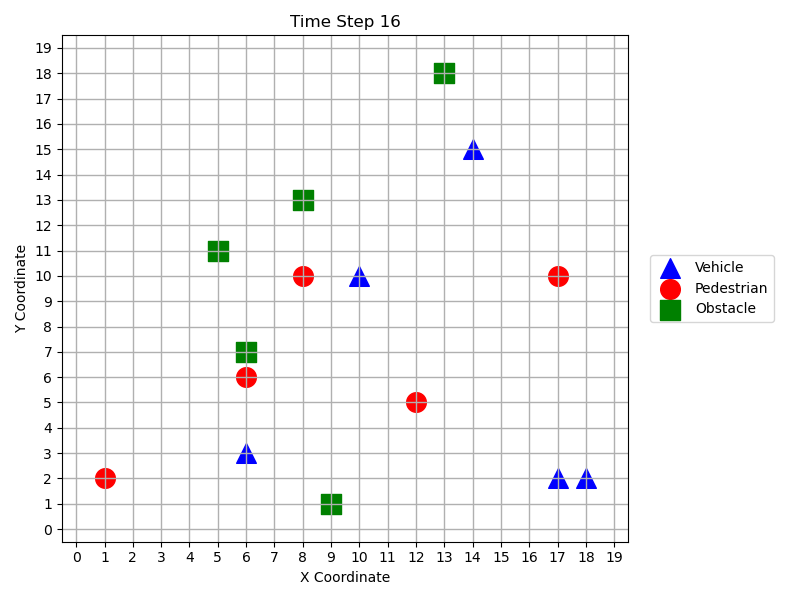 Time Step 16
19
18
17
16
15
14
13
12
11
10
9
8
7
6
5
4
3
2
1
0
Y Coordinate
0 1 2 3 4 5 6 7 8 9 10 11 12 13 14 15 16 17 18 19
X Coordinate
Vehicle
Pedestrian
Obstacle